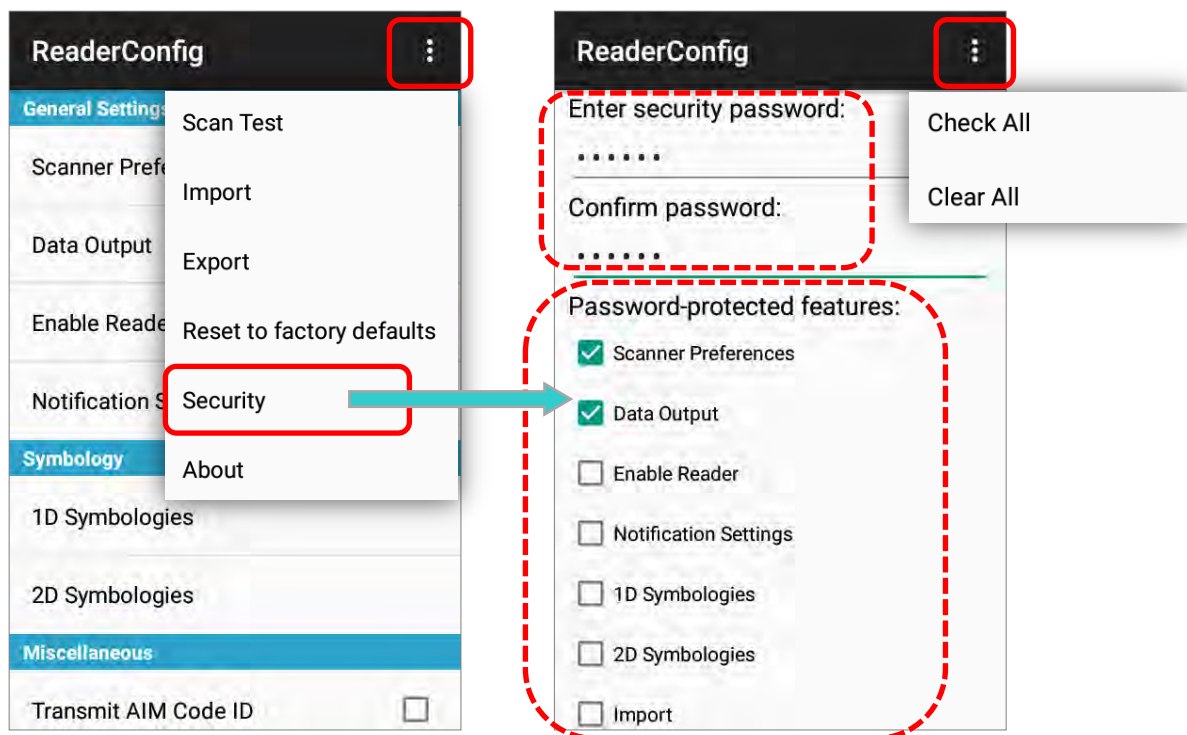 ReaderConfig
General Settings
Scan Test
Scanner Prefe
Import
Data Output
Export
Enable Reade
Reset to factory defaults
Notification S
Security
Symbology
About
1D Symbologies
2D Symbologies
Miscellaneous
Transmit AIM Code ID
ReaderConfig
Enter security password:
Check All
Clear All
Confirm password:
Password-protected features:
Scanner Preferences
Data Output
Enable Reader
Notification Settings
1D Symbologies
2D Symbologies
Import